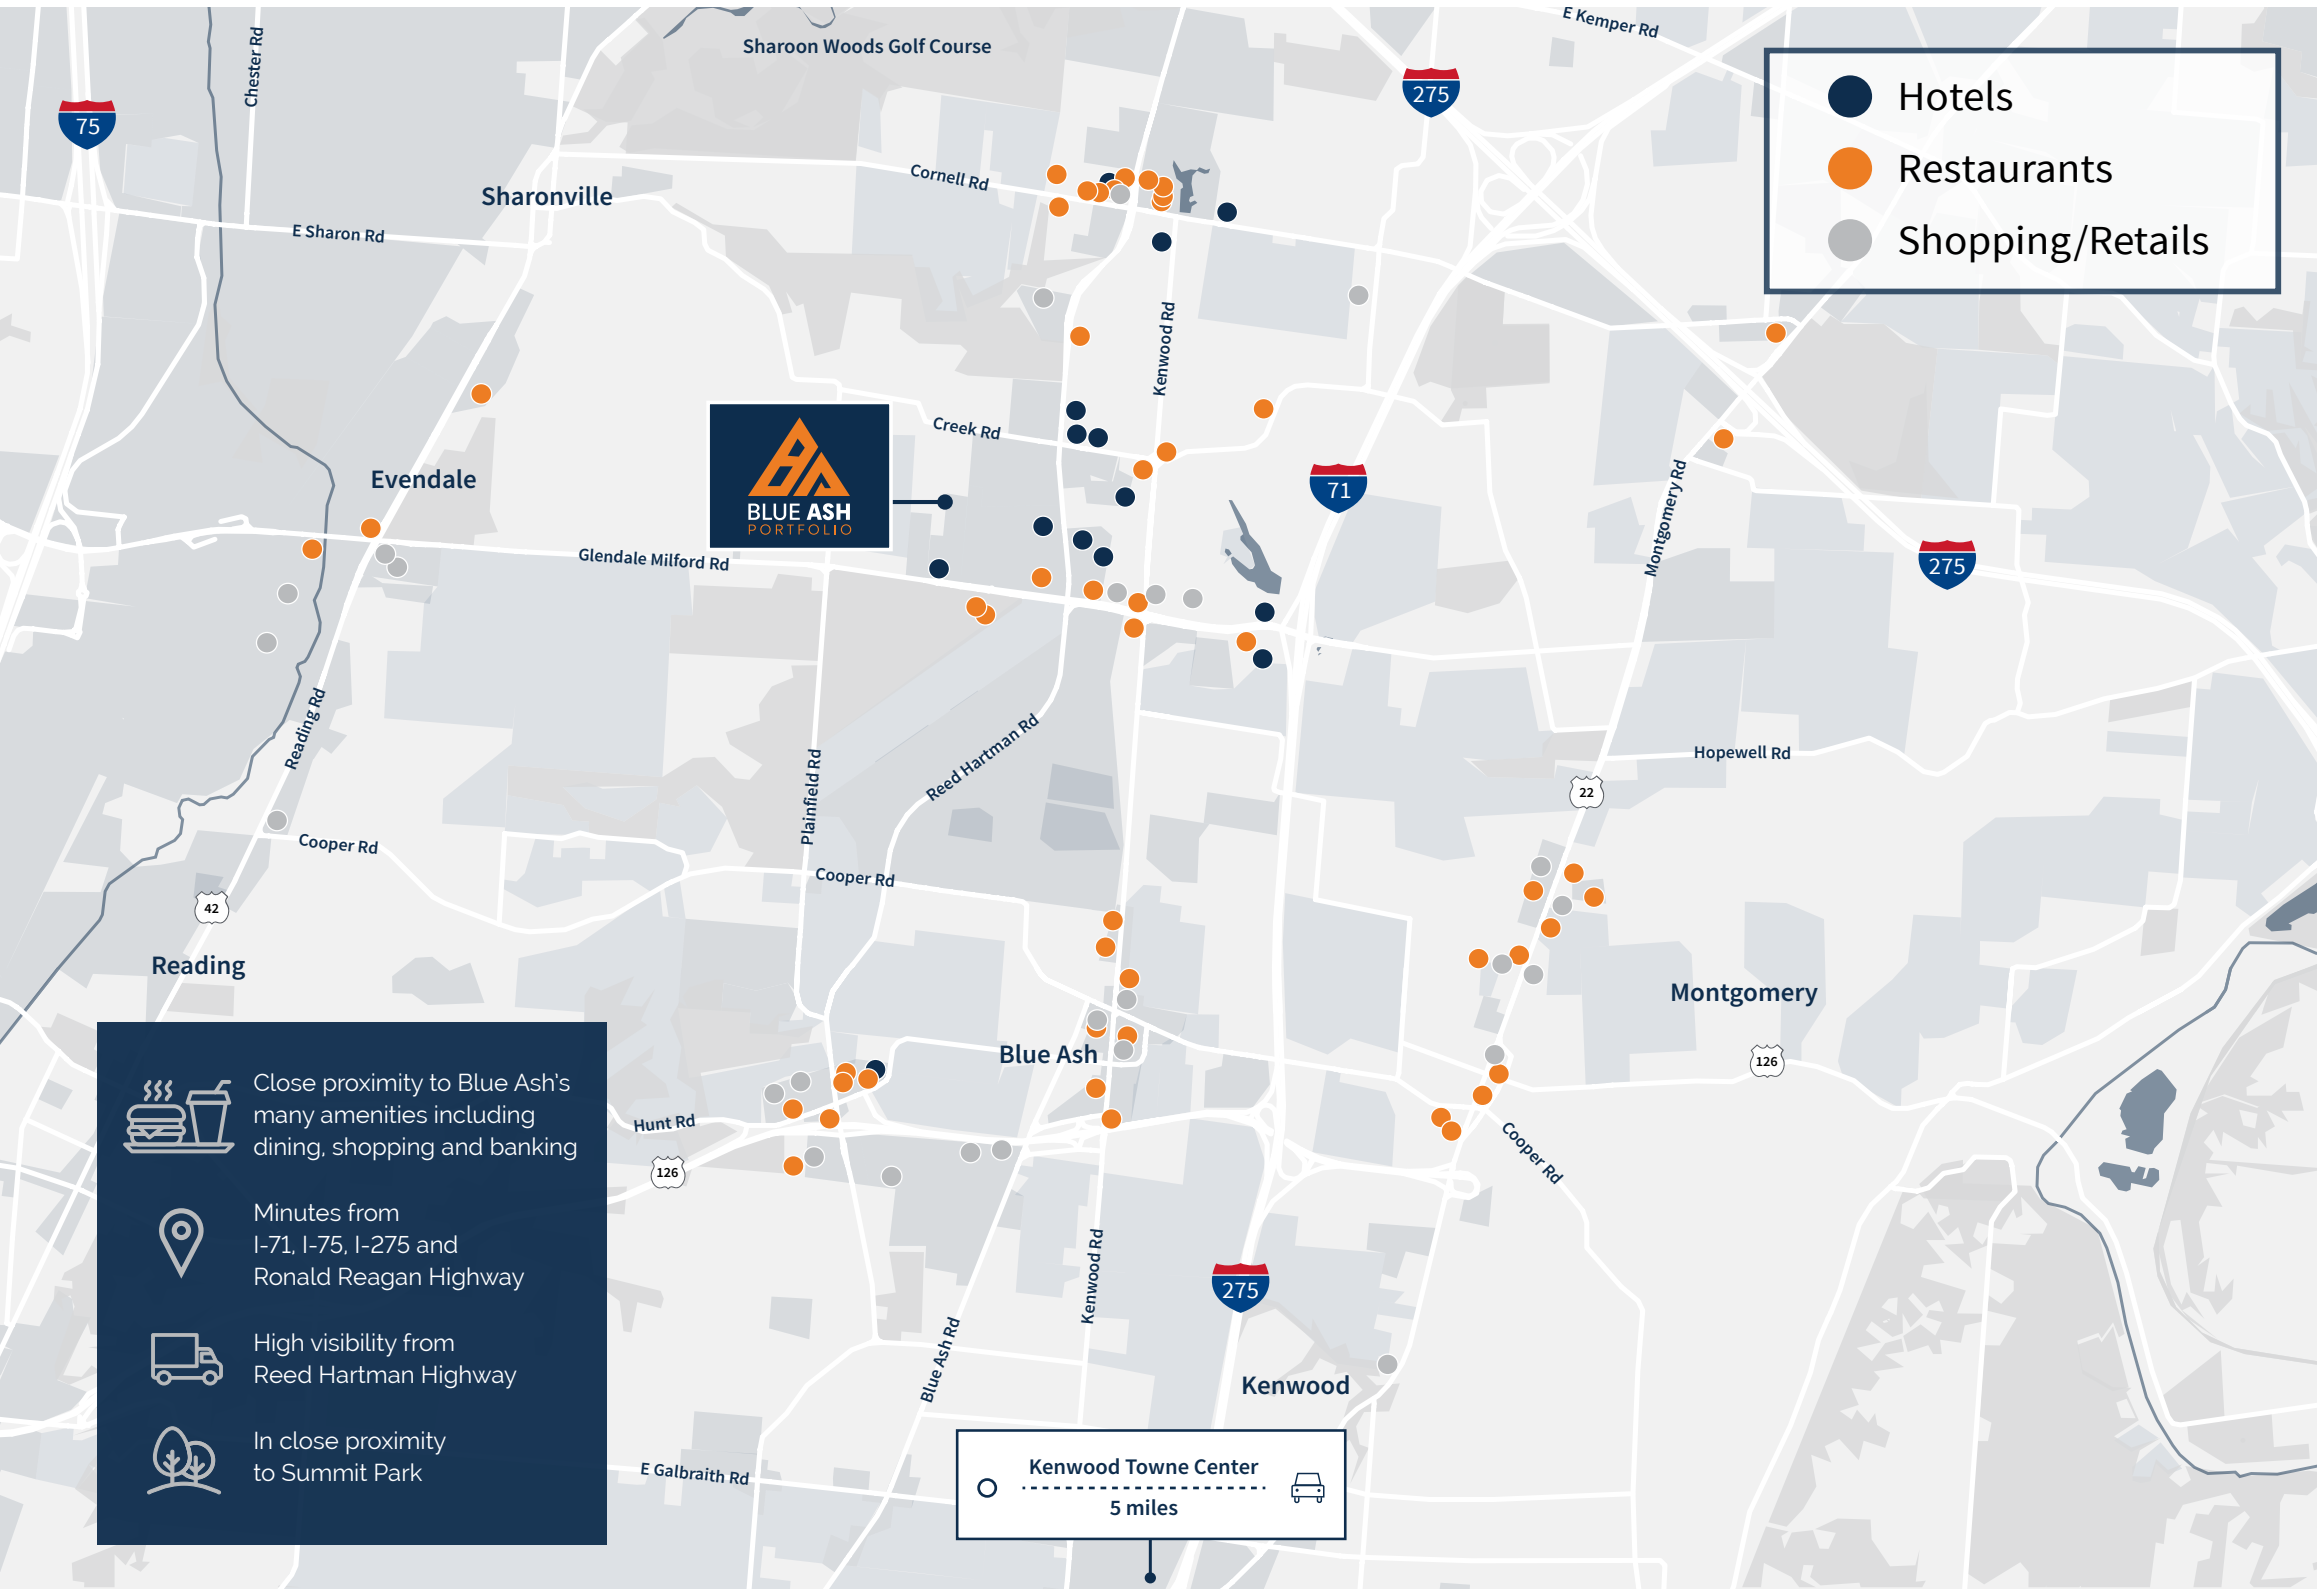 E Kemper Rd
Sharoon Woods Golf Course
Chester Rd
275
75
Hotels
Restaurants
Shopping/Retails
Cornell Rd
Sharonville
E Sharon Rd
Kenwood Rd
Creek Rd
Evendale
71
BLUE ASH
PORTFOLIO
Montgomery Rd
Glendale Milford Rd
275
Reading Rd
Reed Hartman Rd
Plainfield Rd
Hopewell Rd
22
Cooper Rd
Cooper Rd
42
Reading
Montgomery
Blue Ash
126
Hunt Rd
126
Cooper Rd
Close proximity to Blue Ash's
many amenities including
dining, shopping and banking
Minutes from
I-71, I-75, I-275 and
Ronald Reagan Highway
High visibility from
Reed Hartman Highway
In close proximity
to Summit Park
Kenwood Rd
275
Blue Ash Rd
Kenwood
E Galbraith Rd
Kenwood Towne Center
5 miles